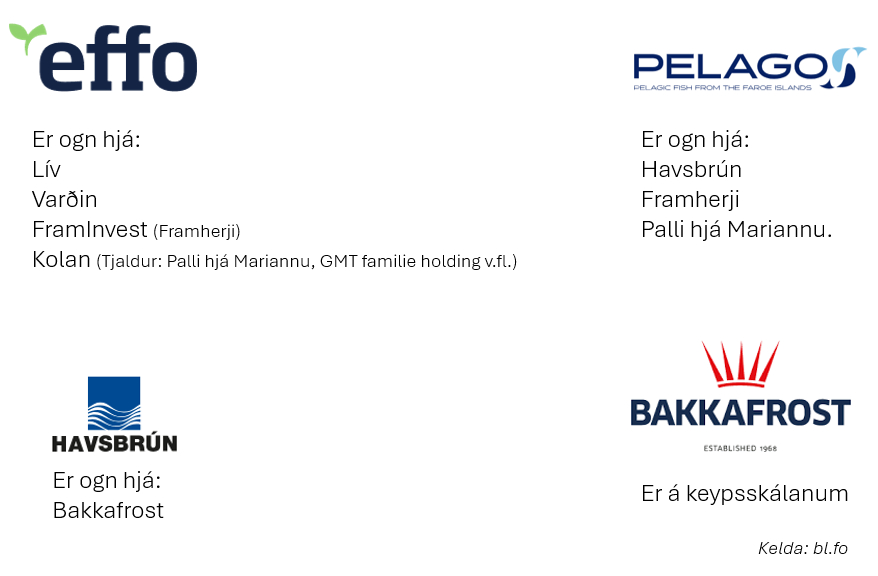 effo
Er ogn hjá:
Lív
Varðin
FramInvest (Framherji)
Kolan (Tjaldur: Palli hjá Mariannu, GMT familie holding v.fl.)
PELAGOS
PELAGIC FISH FROM THE FAROE ISLANDS
Er ogn hjá:
Havsbrún
Framherji
Palli hjá Mariannu.
HAVSBRÚN
Er ogn hjá:
Bakkafrost
BAKKAFROST
ESTABLISHED 1968
Er á keypsskálanum
Kelda: bl.fo